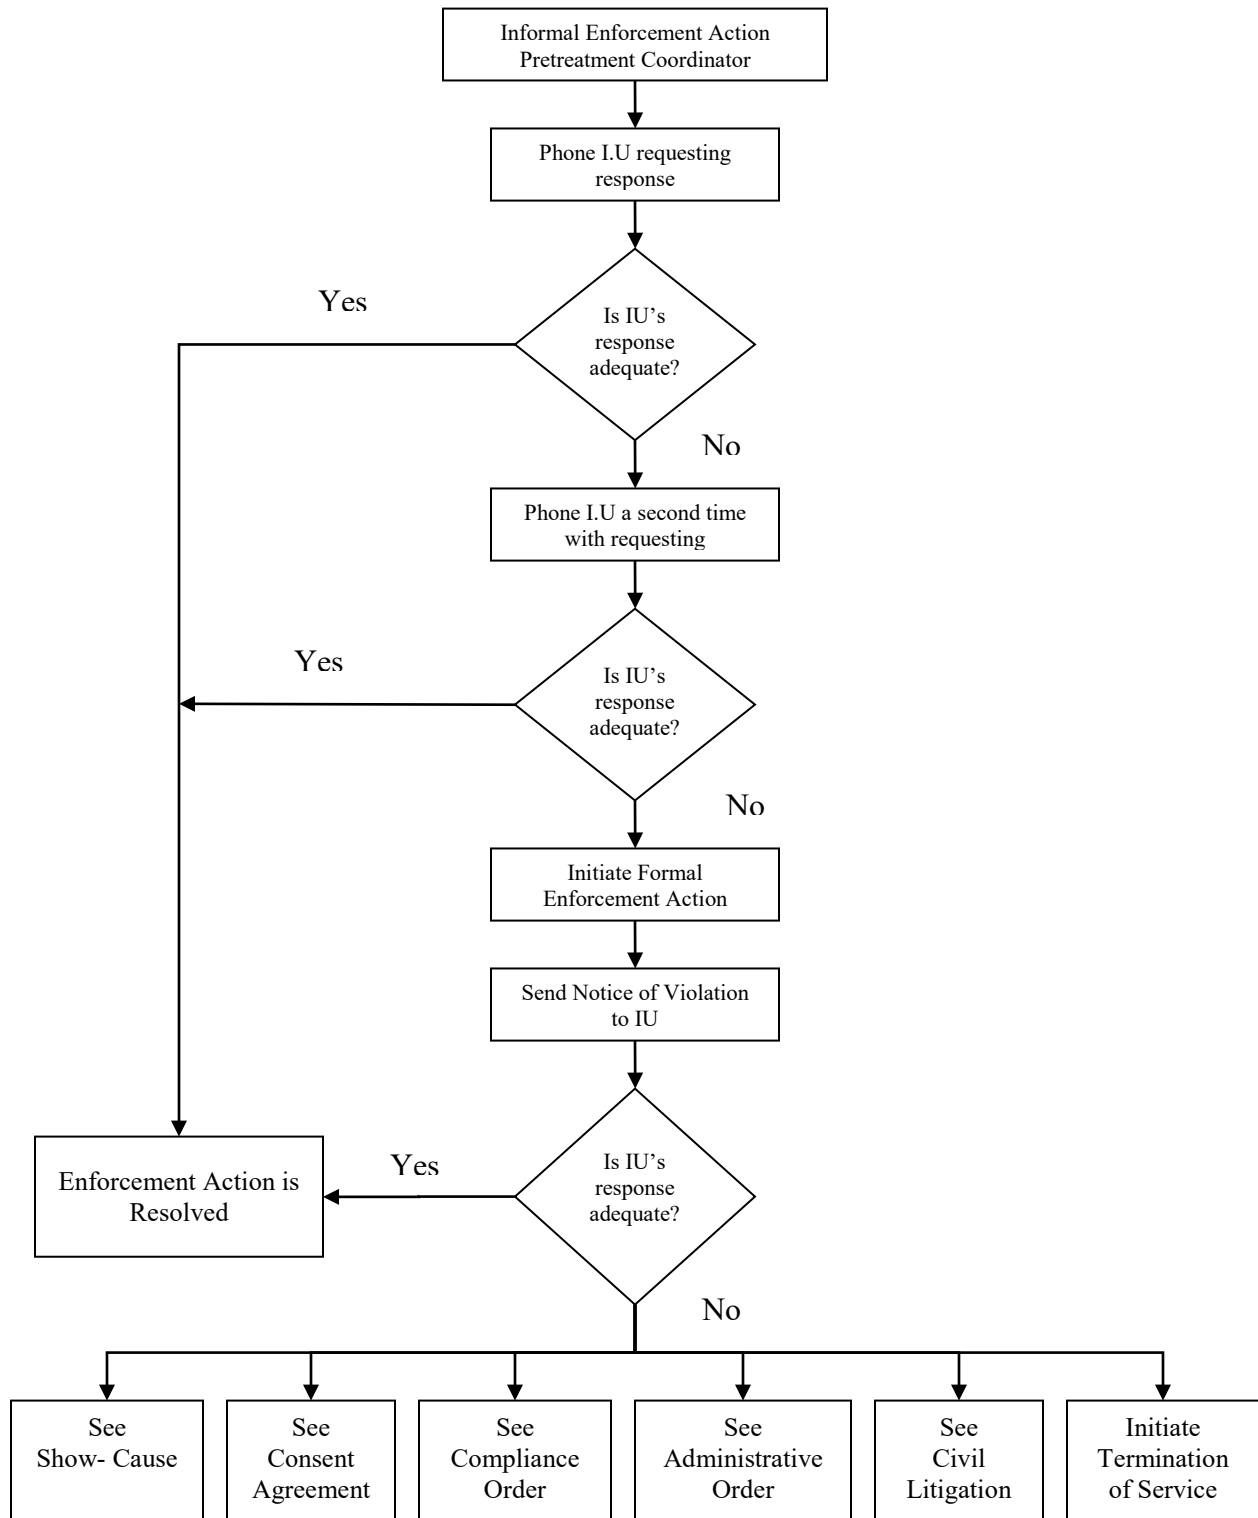 Informal Enforcement Action
Pretreatment Coordinator
Phone I.U requesting
response
Is IU’s
response
adequate?
Yes
No
Phone I.U a second time
with requesting
Is IU’s
response
adequate?
Yes
No
Initiate Formal
Enforcement Action
Send Notice of Violation
to IU
Is IU’s
response
adequate?
Yes
Enforcement Action is
Resolved
No
See
Show- Cause
See
Consent
Agreement
See
Compliance
Order
See
Administrative
Order
See
Civil
Litigation
Initiate
Termination
of Service